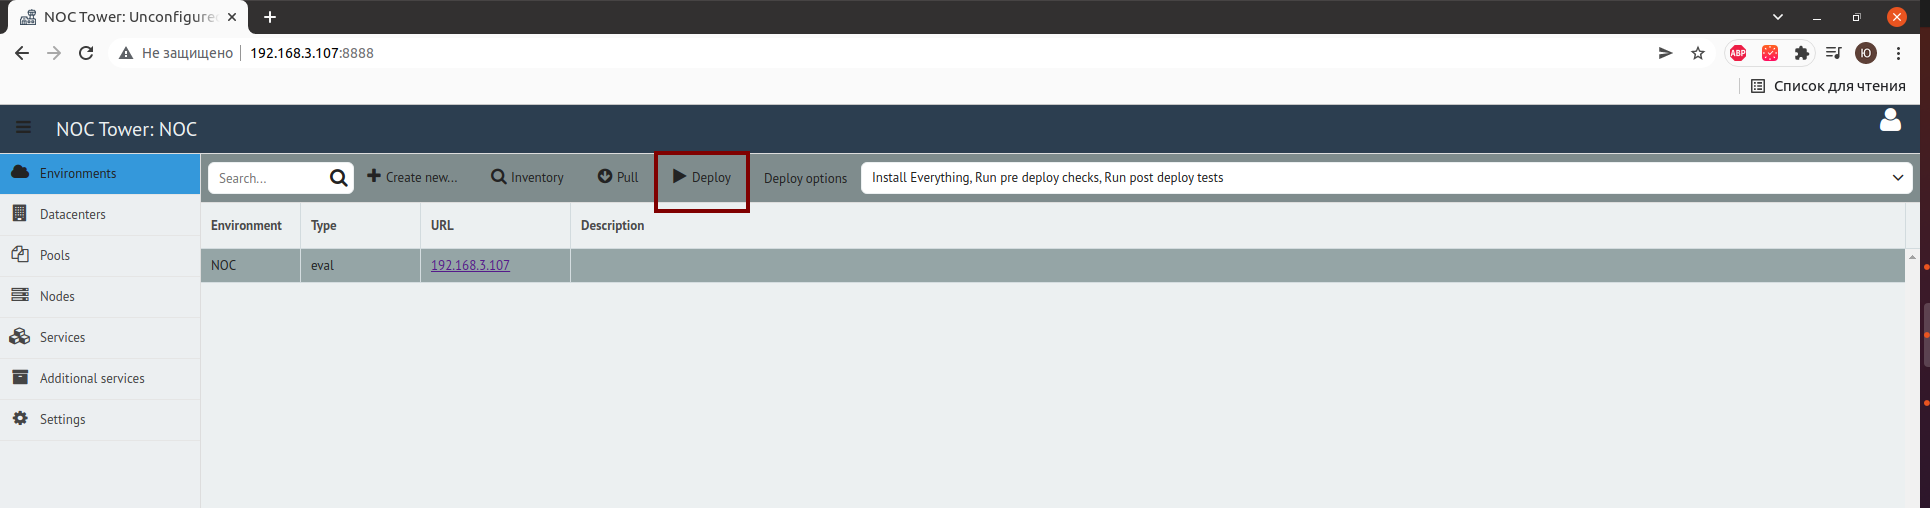 NOC Tower: Unconfigured
Не защищено 192.168.3.107:8888
ABP
Ю
Список для чтения
NOC Tower: NOC
Environments
Datacenters
Pools
Nodes
Services
Additional services
Settings
Search... Create new... Inventory Pull Deploy Deploy options Install Everything, Run pre deploy checks, Run post deploy tests
Environment Type URL Description
NOC eval 192.168.3.107